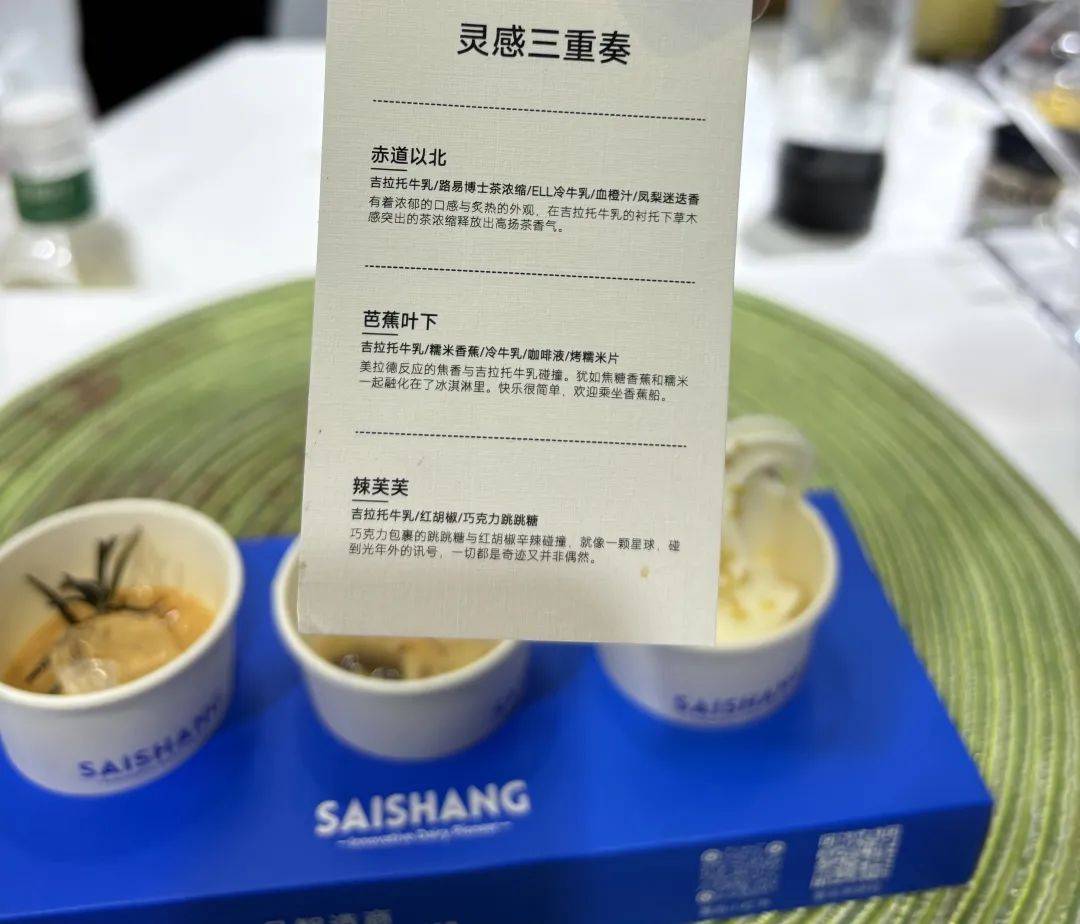 灵感三重奏
赤道以北
吉拉托牛乳/路易博士茶浓缩/ELL冷牛乳/血橙汁/凤梨迷迭香
有着浓郁的口感与炙热的外观，在吉拉托牛乳的衬托下草木
感突出的茶浓缩释放出高扬茶香气。
芭蕉叶下
吉拉托牛乳/糯米香蕉/冷牛乳/咖啡液/烤糯米片
美拉德反应的焦香与吉拉托牛乳碰撞。犹如焦糖香蕉和糯米
一起融化在了冰淇淋里。快乐很简单，欢迎乘坐香蕉船。
辣芙芙
吉拉托牛乳/红胡椒/巧克力跳跳糖
巧克力包裹的跳跳糖与红胡椒辛辣碰撞，就像一颗星球，碰
到光年外的讯号，一切都是奇迹又并非偶然。
SAISHANG
SAISHANG
SAISHANG
Innovative Dairy Pioneer